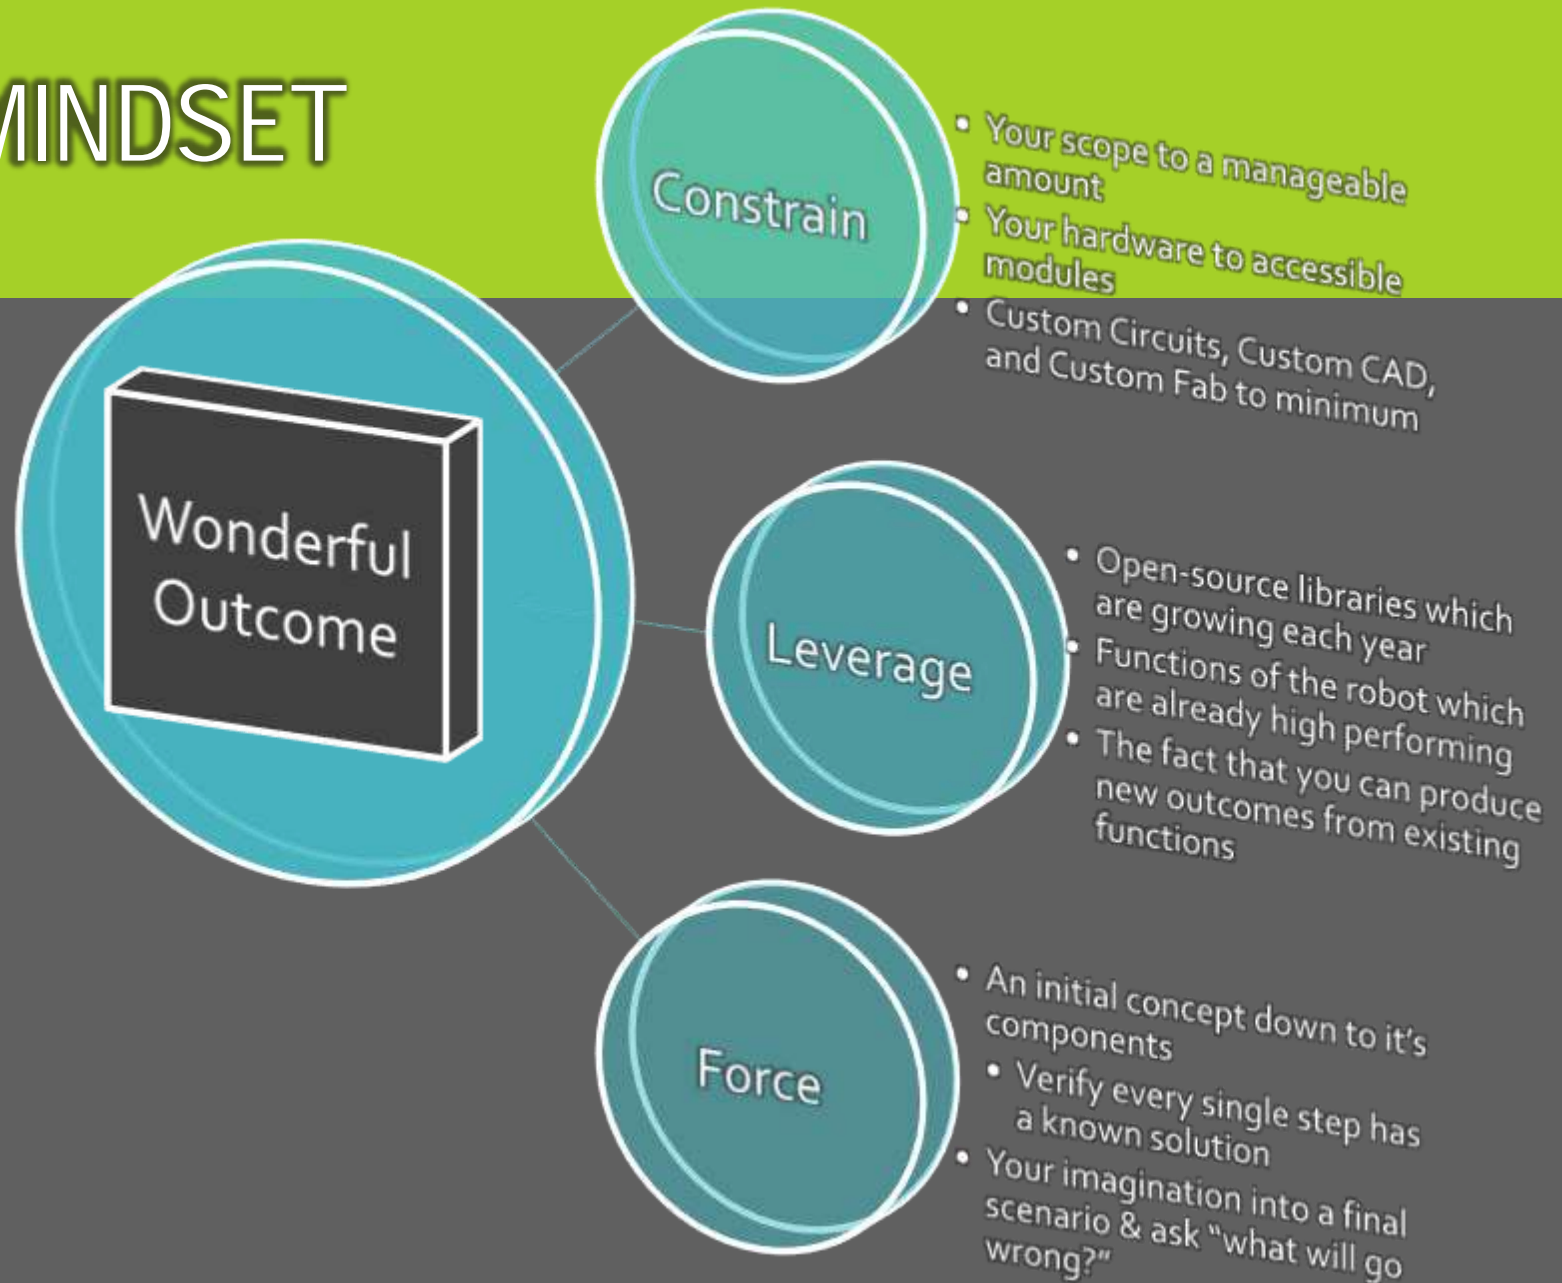 MINDSET
Wonderful
Outcome
Constrain
• Your scope to a manageable
amount
• Your hardware to accessible
modules
• Custom Circuits, Custom CAD,
and Custom Fab to minimum
Leverage
• Open-source libraries which
are growing each year
• Functions of the robot which
are already high performing
• The fact that you can produce
new outcomes from existing
functions
Force
• An initial concept down to it's
components
• Verify every single step has
a known solution
• Your imagination into a final
scenario & ask "what will go
wrong?"